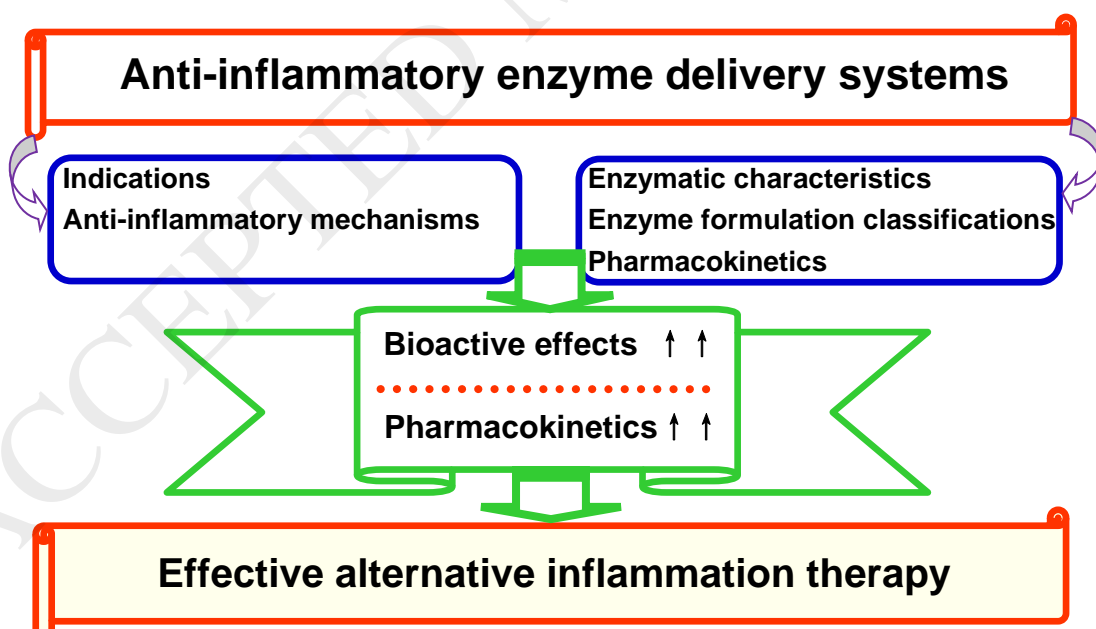 Anti-inflammatory enzyme delivery systems
Indications
Anti-inflammatory mechanisms
Enzymatic characteristics
Enzyme formulation classifications
Pharmacokinetics
Bioactive effects ↑ ↑
Pharmacokinetics ↑ ↑
Effective alternative inflammation therapy
ACCEPTED